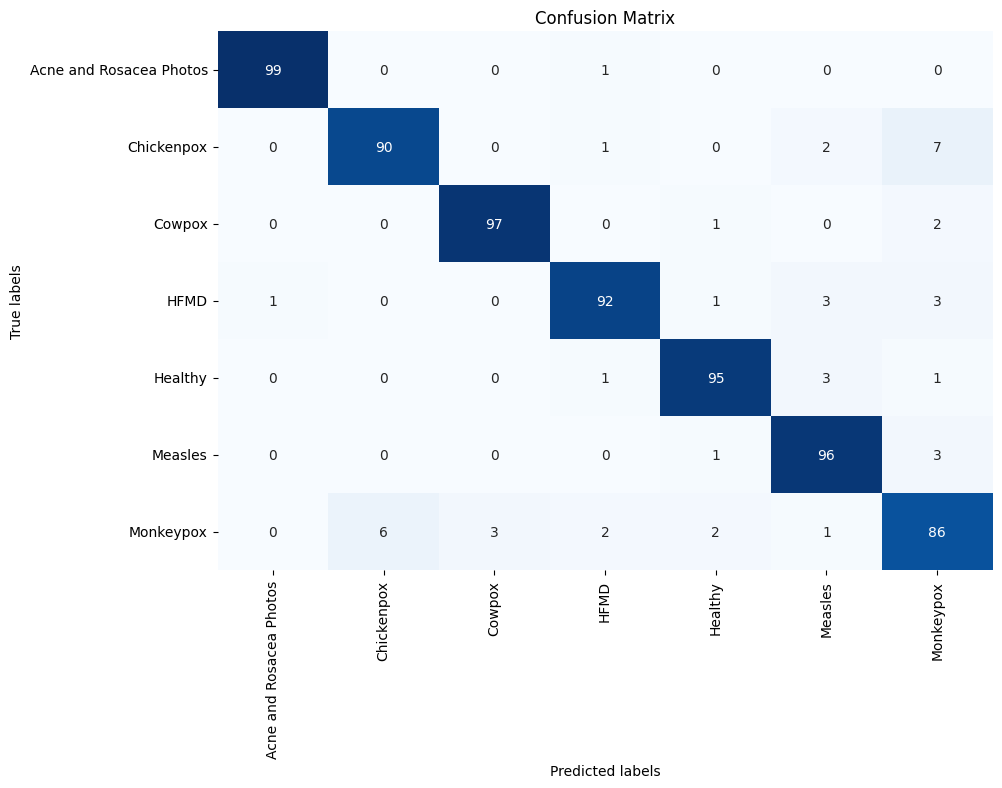 Confusion Matrix
True labels
Acne and Rosacea Photos 99 0 0 1 0 0 0
Chickenpox 0 90 0 1 0 2 7
Cowpox 0 0 97 0 1 0 2
HFMD 1 0 0 92 1 3 3
Healthy 0 0 0 1 95 3 1
Measles 0 0 0 0 1 96 3
Monkeypox 0 6 3 2 2 1 86
Acne and Rosacea Photos
Chickenpox
Cowpox
HFMD
Healthy
Measles
Monkeypox
Predicted labels